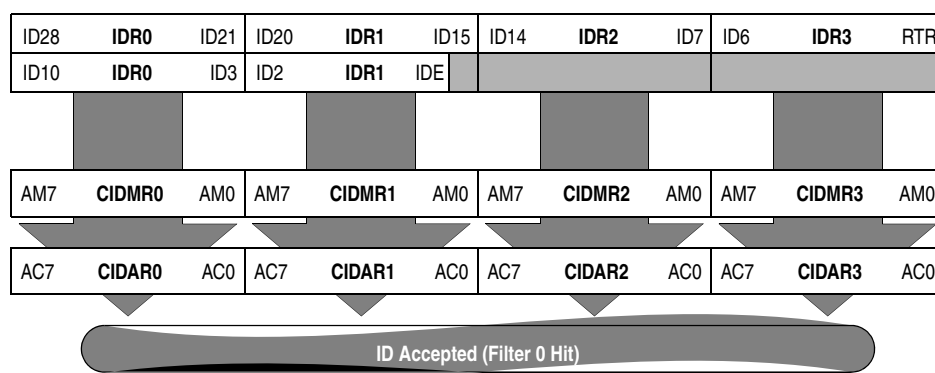 ID28 IDR0 ID21 ID20 IDR1 ID15 ID14 IDR2 ID7 ID6 IDR3 RTR
ID10 IDR0 ID3 ID2 IDR1 IDE
AM7 CIDMR0 AM0 AM7 CIDMR1 AM0 AM7 CIDMR2 AM0 AM7 CIDMR3 AM0
AC7 CIDAR0 AC0 AC7 CIDAR1 AC0 AC7 CIDAR2 AC0 AC7 CIDAR3 AC0
ID Accepted (Filter 0 Hit)